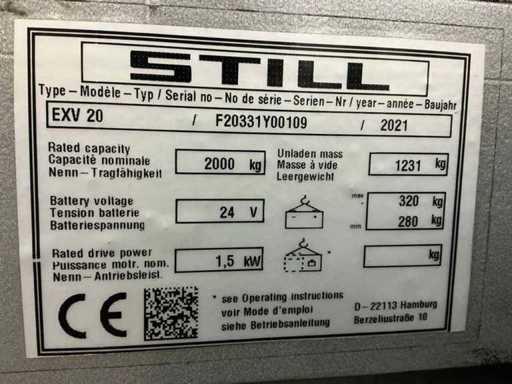 STILL
Type – Modèle – Typ / Serial no – No de série – Serien – Nr / year – année – Baujahr
EXV 20 / F20331Y00109 / 2021
Rated capacity
Capacité nominale
Nenn – Tragfähigkeit
2000 kg
Unladen mass
Masse à vide
Leergewicht
1231 kg
Battery voltage
Tension batterie
Batteriespannung
24 V
max 320 kg
min 280 kg
Rated drive power
Puissance motr. nom.
Nenn – Antriebsleist.
1,5 kW
* kg
CE
* see Operating instructions
voir Mode d'emploi
siehe Betriebsanleitung
D – 22113 Hamburg
Berzeliustraße 10